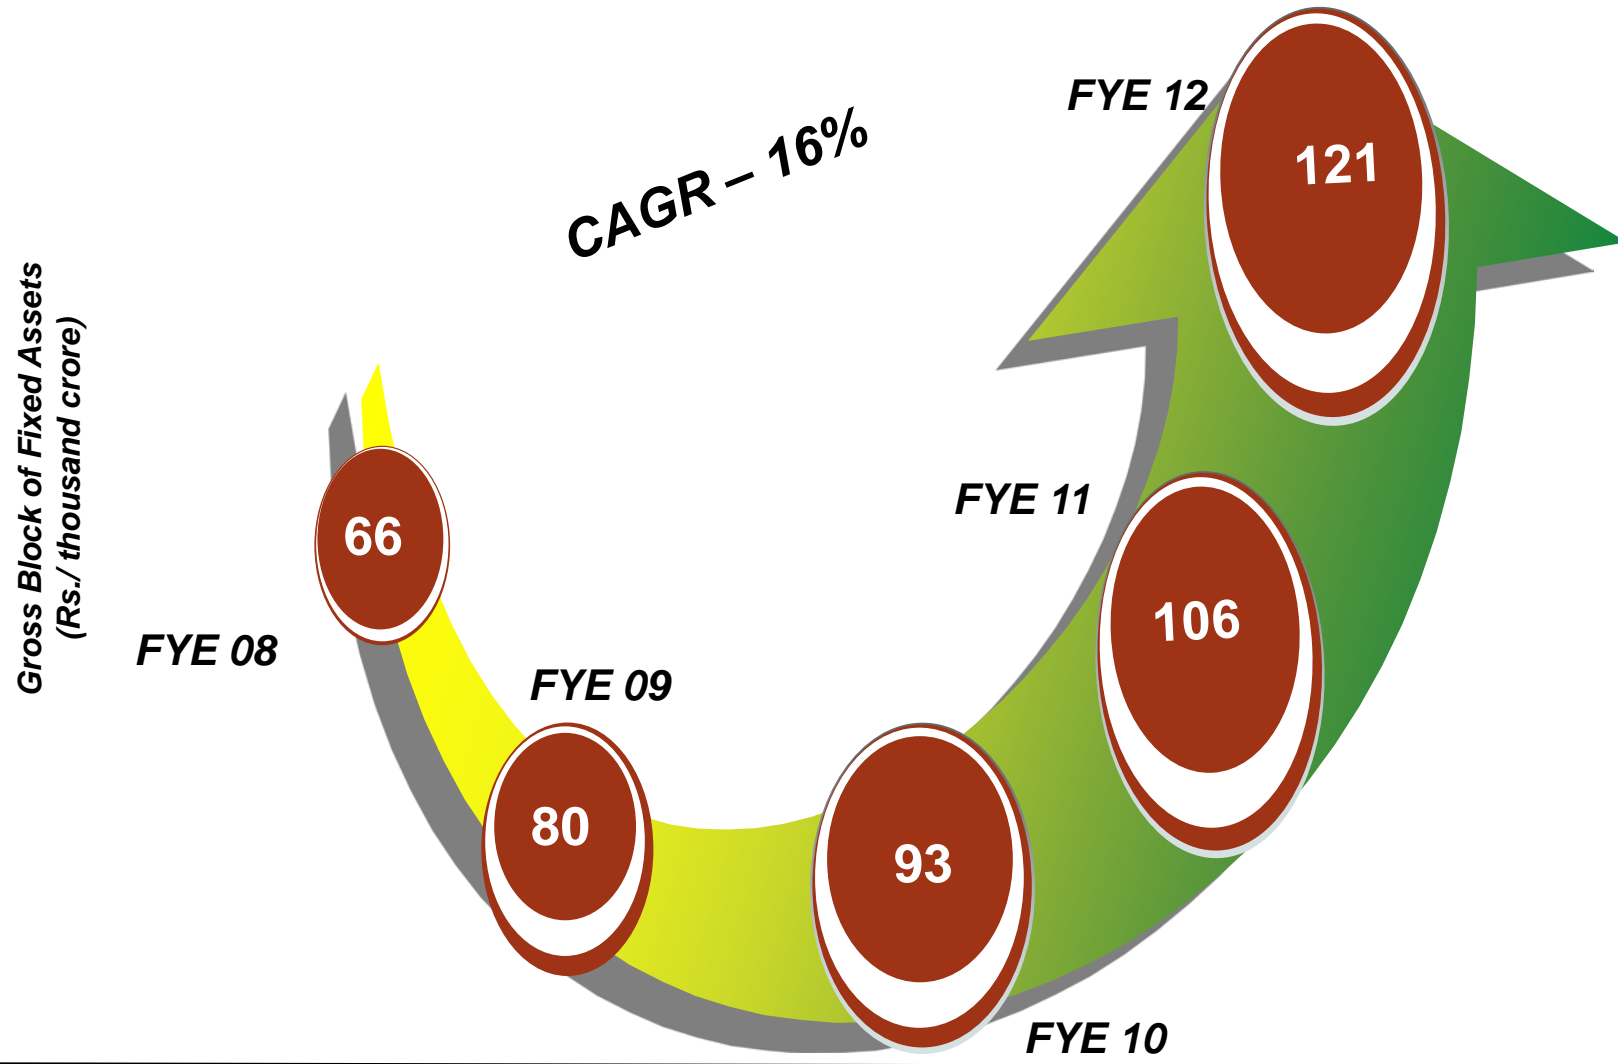 Gross Block of Fixed Assets
(Rs./ thousand crore)
CAGR – 16%
FYE 08
66
FYE 09
80
FYE 10
93
FYE 11
106
FYE 12
121